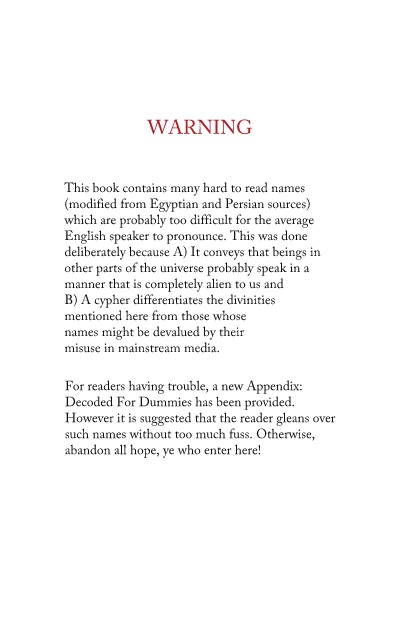 WARNING
This book contains many hard to read names
(modified from Egyptian and Persian sources)
which are probably too difficult for the average
English speaker to pronounce. This was done
deliberately because A) It conveys that beings in
other parts of the universe probably speak in a
manner that is completely alien to us and
B) A cypher differentiates the divinities
mentioned here from those whose
names might be devalued by their
misuse in mainstream media.
For readers having trouble, a new Appendix:
Decoded For Dummies has been provided.
However it is suggested that the reader gleans over
such names without too much fuss. Otherwise,
abandon all hope, ye who enter here!